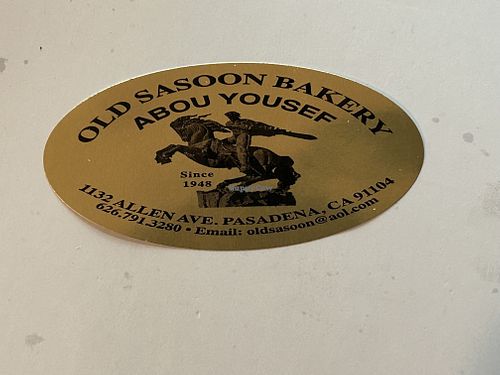 OLD SASOON BAKERY
ABOU YOUSEF
Since
1948
1132 ALLEN AVE. PASADENA, CA 91104
626.791.3280 • Email: oldsasoon@aol.com